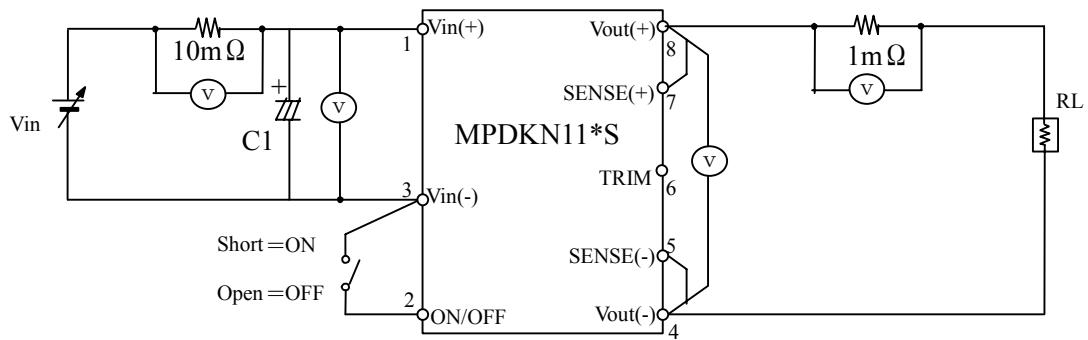 Vin(+)
Vout(+)
1
8
10mΩ
1mΩ
V
V
SENSE(+)
7
+
V
Vin
C1
RL
MPDKN11*S
V
TRIM
6
3
Vin(-)
Short=ON
5
SENSE(-)
Open=OFF
2
ON/OFF
Vout(-)
4